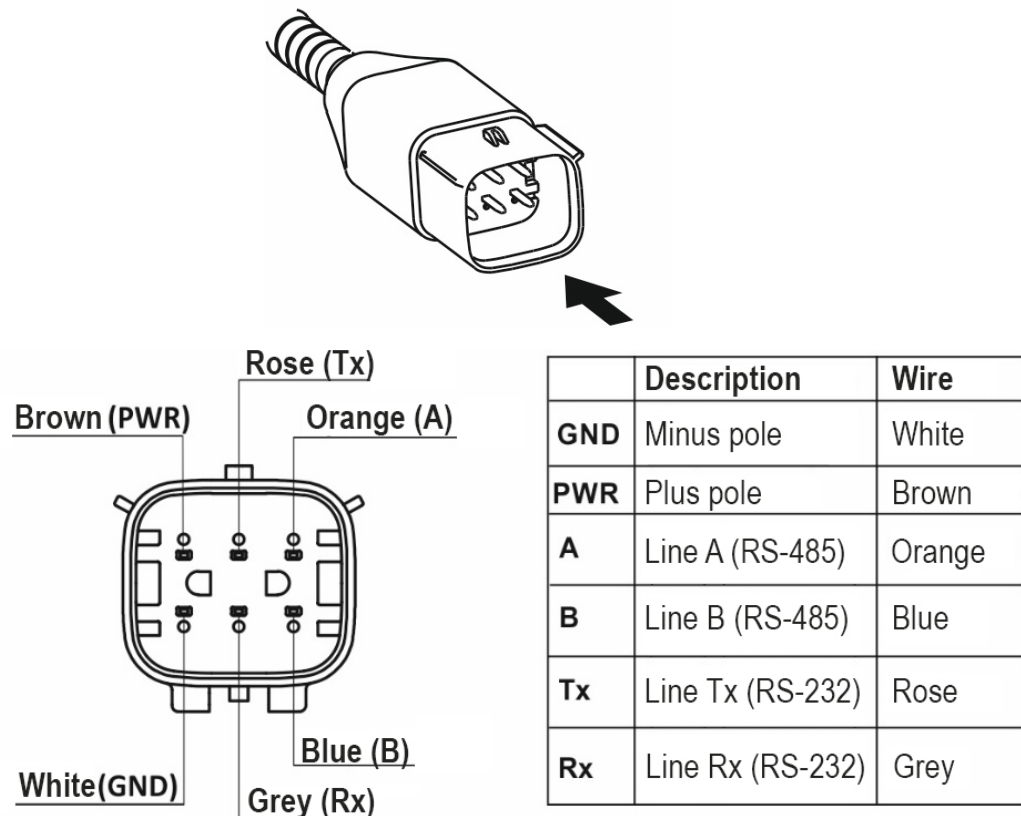 Rose (Tx)
Brown (PWR)
Orange (A)
White(GND)
Blue (B)
Grey (Rx)
Description Wire
GND Minus pole White
PWR Plus pole Brown
A Line A (RS-485) Orange
B Line B (RS-485) Blue
Tx Line Tx (RS-232) Rose
Rx Line Rx (RS-232) Grey